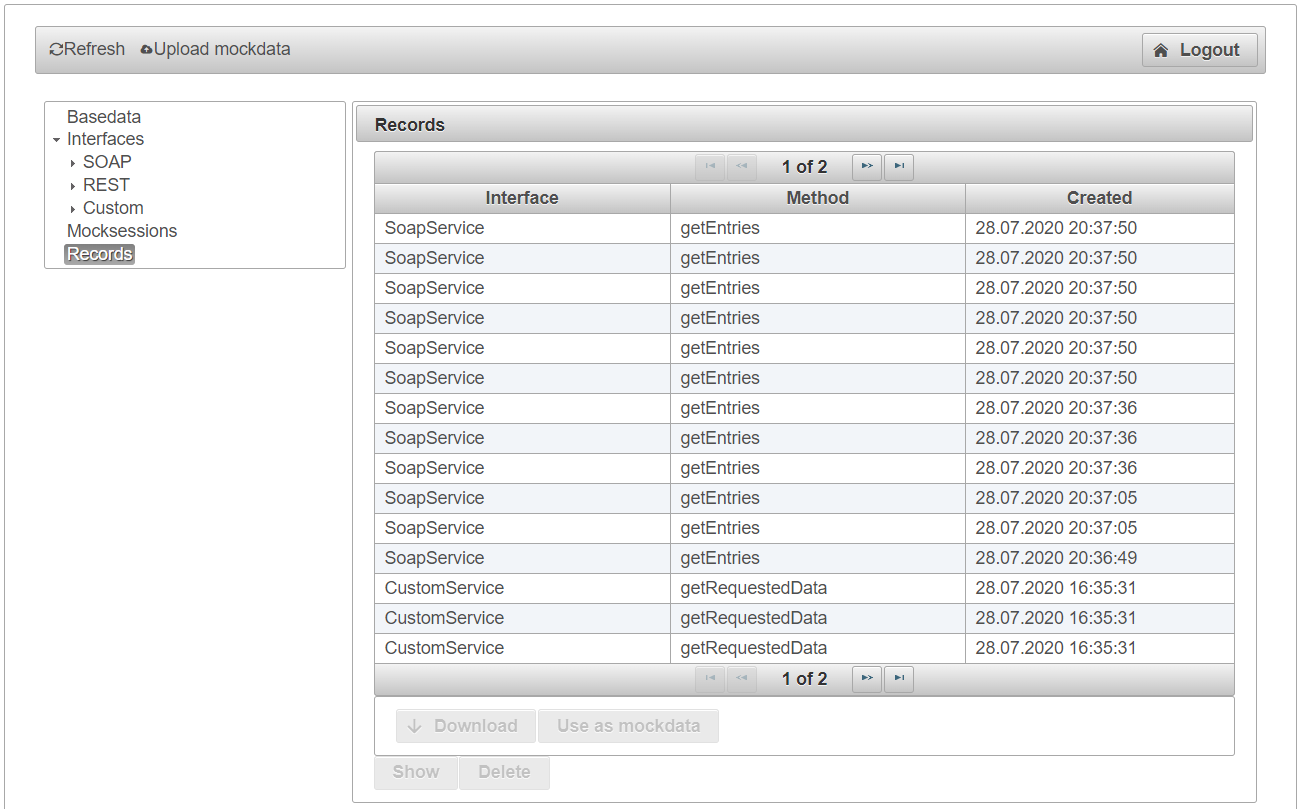 Refresh Upload mockdata Logout
Basedata
Interfaces
SOAP
REST
Custom
Mocksessions
Records
Records
1 of 2
Interface Method Created
SoapService getEntries 28.07.2020 20:37:50
SoapService getEntries 28.07.2020 20:37:50
SoapService getEntries 28.07.2020 20:37:50
SoapService getEntries 28.07.2020 20:37:50
SoapService getEntries 28.07.2020 20:37:50
SoapService getEntries 28.07.2020 20:37:50
SoapService getEntries 28.07.2020 20:37:36
SoapService getEntries 28.07.2020 20:37:36
SoapService getEntries 28.07.2020 20:37:36
SoapService getEntries 28.07.2020 20:37:05
SoapService getEntries 28.07.2020 20:37:05
SoapService getEntries 28.07.2020 20:36:49
CustomService getRequestedData 28.07.2020 16:35:31
CustomService getRequestedData 28.07.2020 16:35:31
CustomService getRequestedData 28.07.2020 16:35:31
1 of 2
Download Use as mockdata
Show Delete